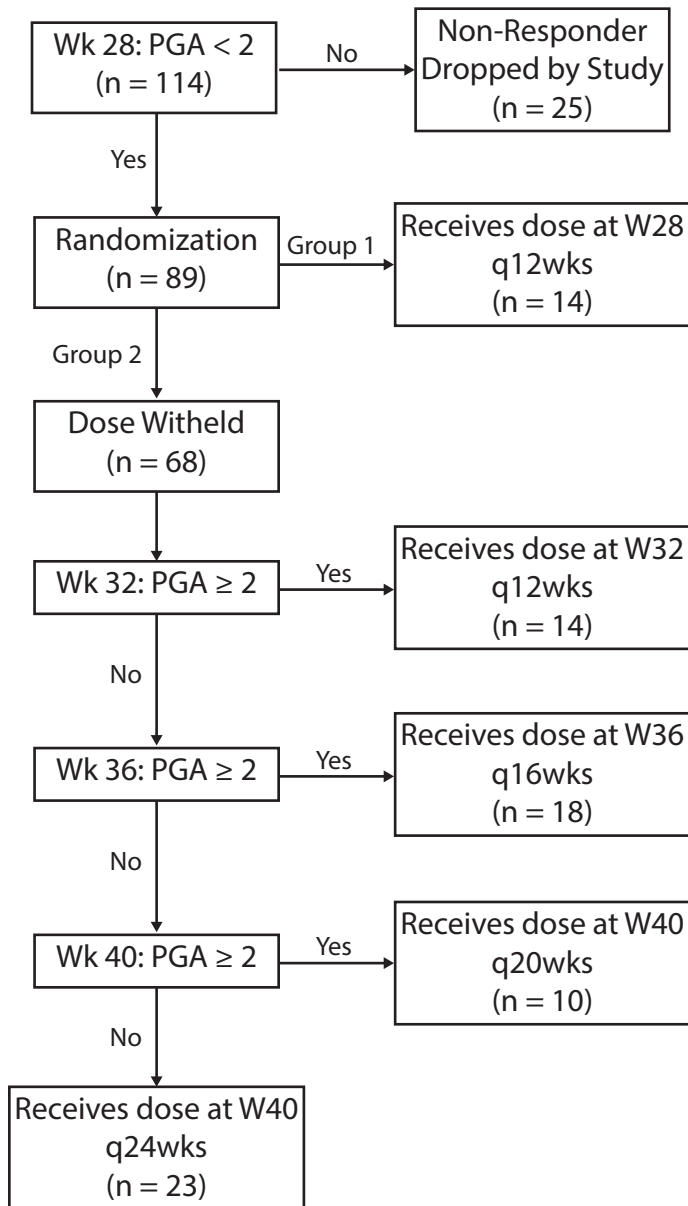 Wk 28: PGA < 2
(n = 114)
No
Non-Responder
Dropped by Study
(n = 25)
Yes
Randomization
(n = 89)
Group 1
Receives dose at W28
q12wks
(n = 14)
Group 2
Dose Witheld
(n = 68)
Wk 32: PGA ≥ 2
Yes
Receives dose at W32
q12wks
(n = 14)
No
Wk 36: PGA ≥ 2
Yes
Receives dose at W36
q16wks
(n = 18)
No
Wk 40: PGA ≥ 2
Yes
Receives dose at W40
q20wks
(n = 10)
No
Receives dose at W40
q24wks
(n = 23)